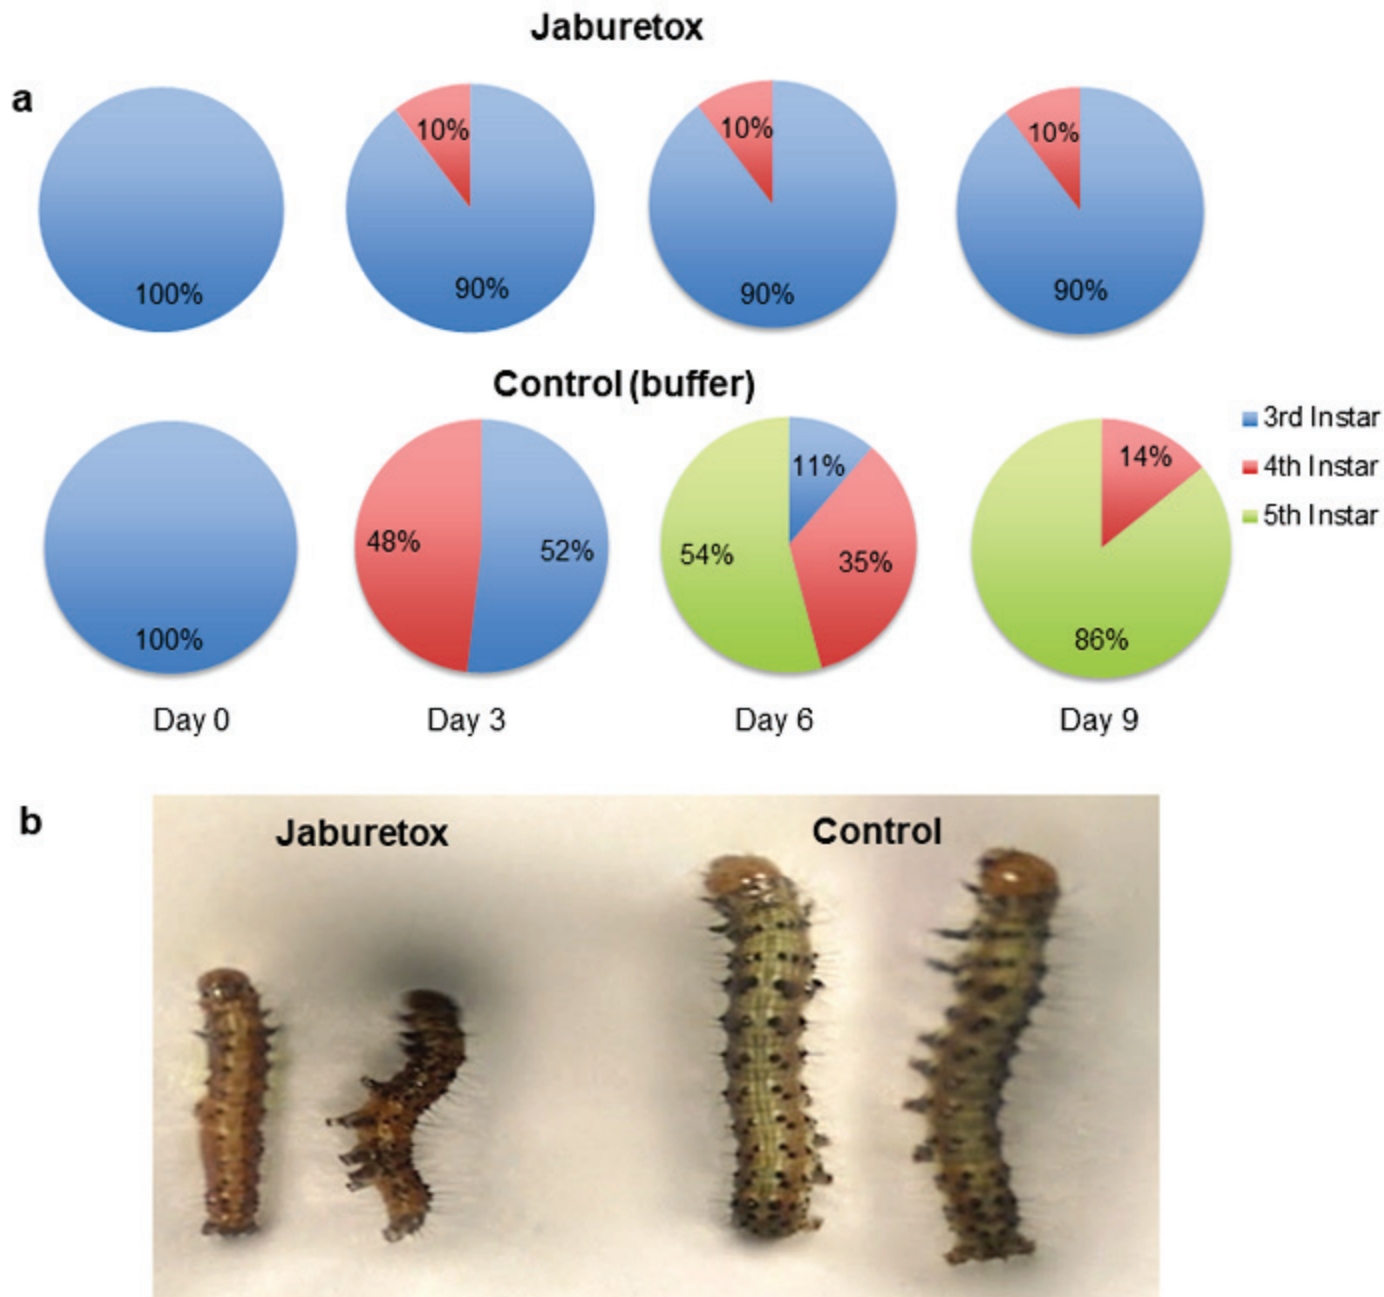 Jaburetox
a
10%
10%
10%
100%
90%
90%
90%
Control (buffer)
3rd Instar
4th Instar
5th Instar
11%
14%
48%
52%
54%
35%
100%
86%
Day 0
Day 3
Day 6
Day 9
b
Jaburetox
Control